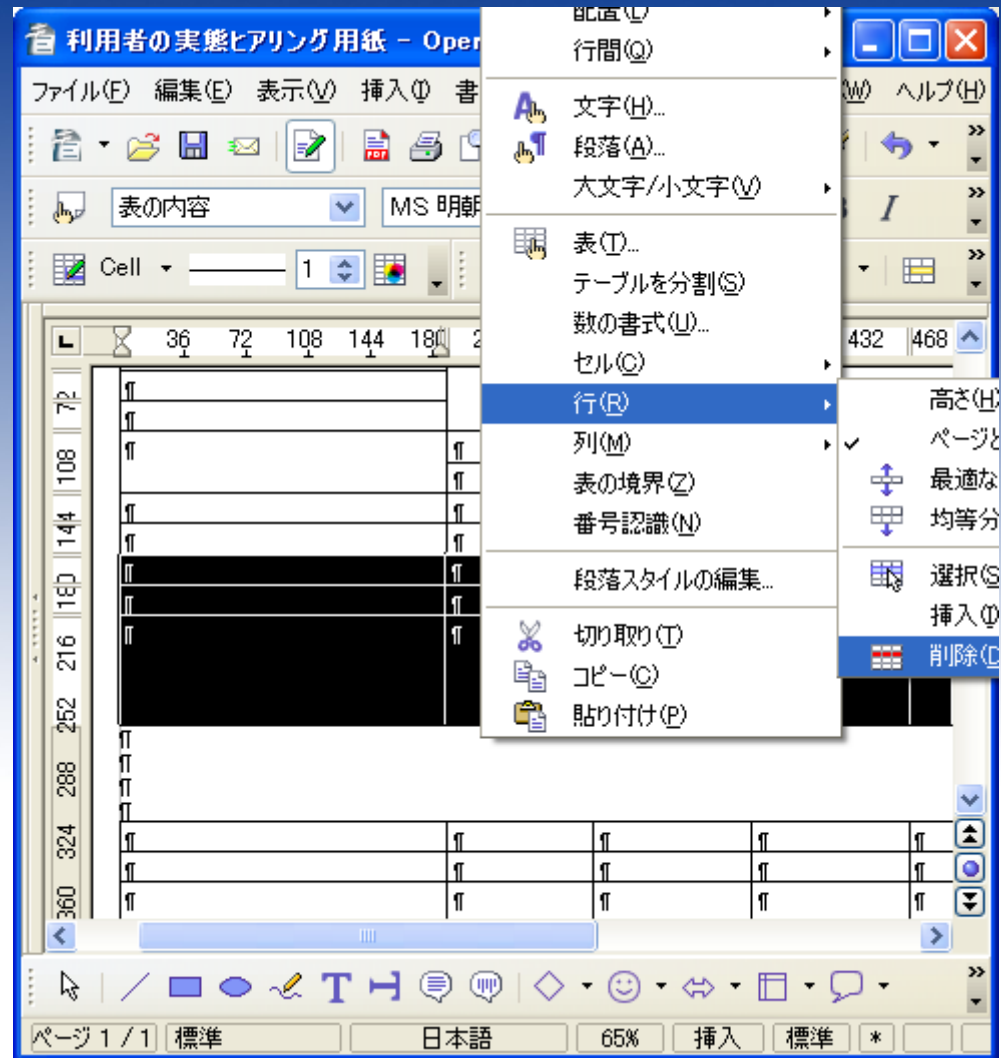 利用者の実態ヒアリング用紙 - Oper
ファイル(F) 編集(E) 表示(V) 挿入(I) 書 (W) ヘルプ(H)
表の内容 MS 明朝 I
Cell 1
36 72 108 144 180 2 432 468
72
108
144
180
216
252
288
324
360
配置(L)
行間(Q)
文字(H)...
段落(A)...
大文字/小文字(V)
表(T)...
テーブルを分割(S)
数の書式(U)...
セル(C)
行(R)
列(M)
表の境界(Z)
番号認識(N)
段落スタイルの編集...
切り取り(T)
コピー(C)
貼り付け(P)
高さ(H)
ページと
最適な
均等分
選択(S
挿入(I)
削除(D
ページ 1 / 1 標準 日本語 65% 挿入 標準 *